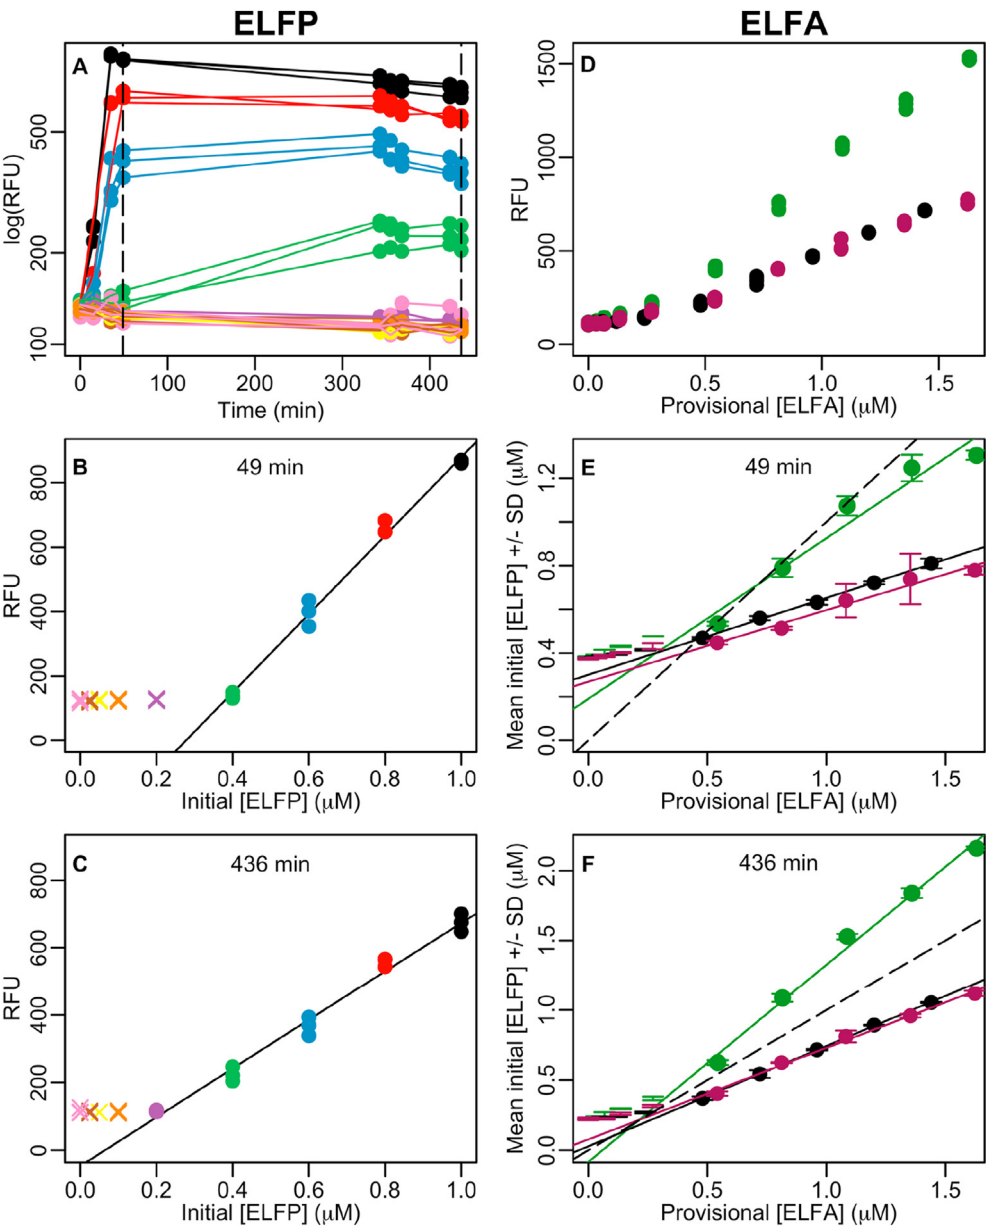 ELFP
ELFA
A
log(RFU)
500
200
100
0 100 200 300 400
Time (min)
D
RFU
1500
1000
500
0
0.0 0.5 1.0 1.5
Provisional [ELFA] (μM)
B
49 min
RFU
800
600
400
200
0
0.0 0.2 0.4 0.6 0.8 1.0
Initial [ELFP] (μM)
E
49 min
Mean initial [ELFP] +/- SD (μM)
1.2
0.8
0.4
0.0
0.0 0.5 1.0 1.5
Provisional [ELFA] (μM)
C
436 min
RFU
800
600
400
200
0
0.0 0.2 0.4 0.6 0.8 1.0
Initial [ELFP] (μM)
F
436 min
Mean initial [ELFP] +/- SD (μM)
2.0
1.5
1.0
0.5
0.0
0.0 0.5 1.0 1.5
Provisional [ELFA] (μM)